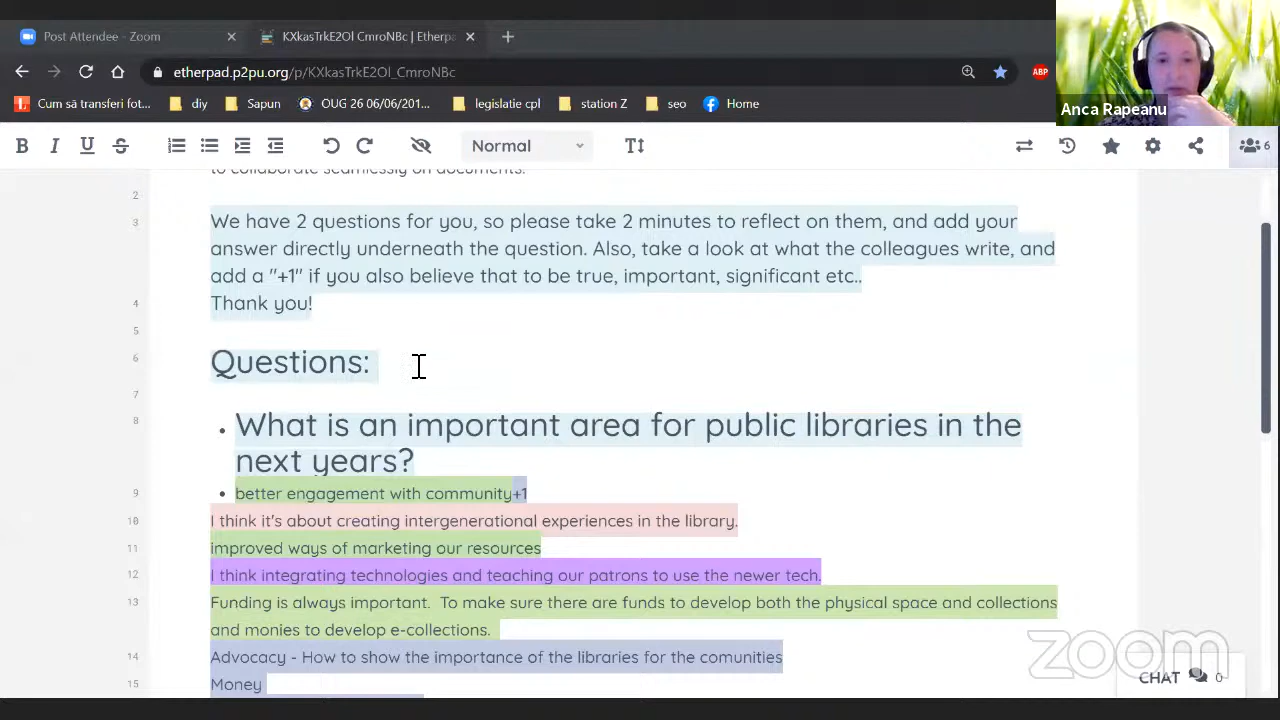 Post Attendee - Zoom
KXkasTrkE2Ol CmroNBc | Etherpa
etherpad.p2pu.org/p/KXkasTrkE2Ol_CmroNBc
ABP
Cum să transferi fot...
diy
Sapun
OUG 26 06/06/201...
legislatie cpl
station Z
seo
Home
Anca Rapeanu
B I U S
Normal
6
to collaborate seamlessly on documents.
2
3 We have 2 questions for you, so please take 2 minutes to reflect on them, and add your
answer directly underneath the question. Also, take a look at what the colleagues write, and
add a "+1" if you also believe that to be true, important, significant etc..
4 Thank you!
5
6 Questions:
7
8 • What is an important area for public libraries in the
next years?
9 • better engagement with community+1
10 I think it's about creating intergenerational experiences in the library.
11 improved ways of marketing our resources
12 I think integrating technologies and teaching our patrons to use the newer tech.
13 Funding is always important. To make sure there are funds to develop both the physical space and collections
and monies to develop e-collections.
14 Advocacy - How to show the importance of the libraries for the comunities
15 Money
zoom
CHAT 0